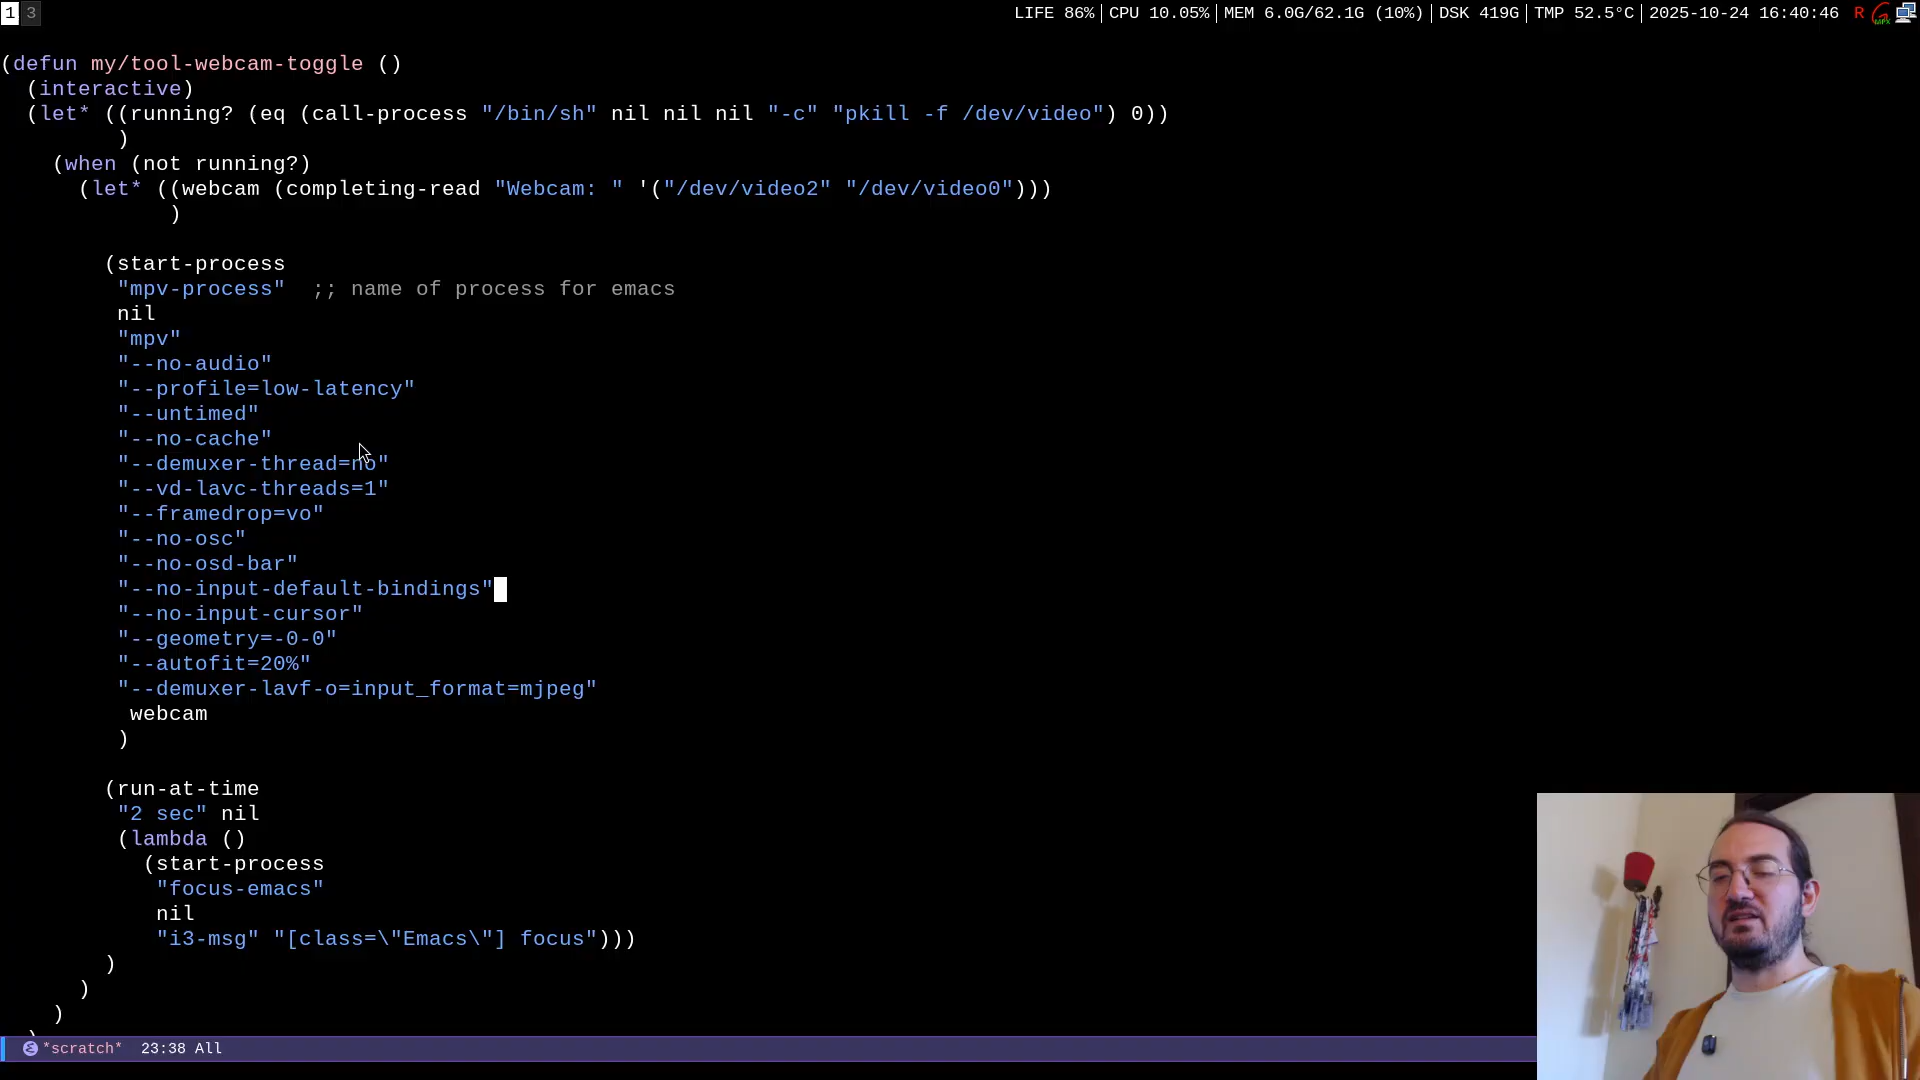 1 3 LIFE 86%|CPU 10.05%|MEM 6.0G/62.1G (10%)|DSK 419G|TMP 52.5°C|2025-10-24 16:40:46 R
(defun my/tool-webcam-toggle ()
  (interactive)
  (let* ((running? (eq (call-process "/bin/sh" nil nil nil "-c" "pkill -f /dev/video") 0))
         )
    (when (not running?)
      (let* ((webcam (completing-read "Webcam: " '("/dev/video2" "/dev/video0")))
             )
        (start-process
         "mpv-process"  ;; name of process for emacs
         nil
         "mpv"
         "--no-audio"
         "--profile=low-latency"
         "--untimed"
         "--no-cache"
         "--demuxer-thread=no"
         "--vd-lavc-threads=1"
         "--framedrop=vo"
         "--no-osc"
         "--no-osd-bar"
         "--no-input-default-bindings"
         "--no-input-cursor"
         "--geometry=-0-0"
         "--autofit=20%"
         "--demuxer-lavf-o=input_format=mjpeg"
          webcam
         )
        (run-at-time
         "2 sec" nil
         (lambda ()
           (start-process
            "focus-emacs"
            nil
            "i3-msg" "[class=\"Emacs\"] focus")))
        )
      )
    )
  )
*scratch*  23:38 All